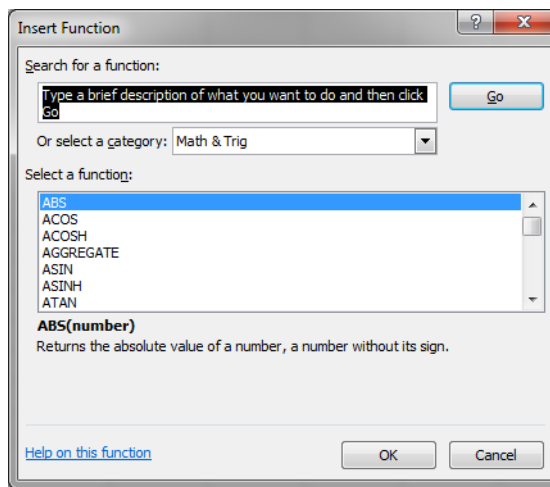 Insert Function
?
Search for a function:
Type a brief description of what you want to do and then click
Go
Go
Or select a category: Math & Trig
Select a function:
ABS
ACOS
ACOSH
AGGREGATE
ASIN
ASINH
ATAN
ABS(number)
Returns the absolute value of a number, a number without its sign.
Help on this function
OK
Cancel